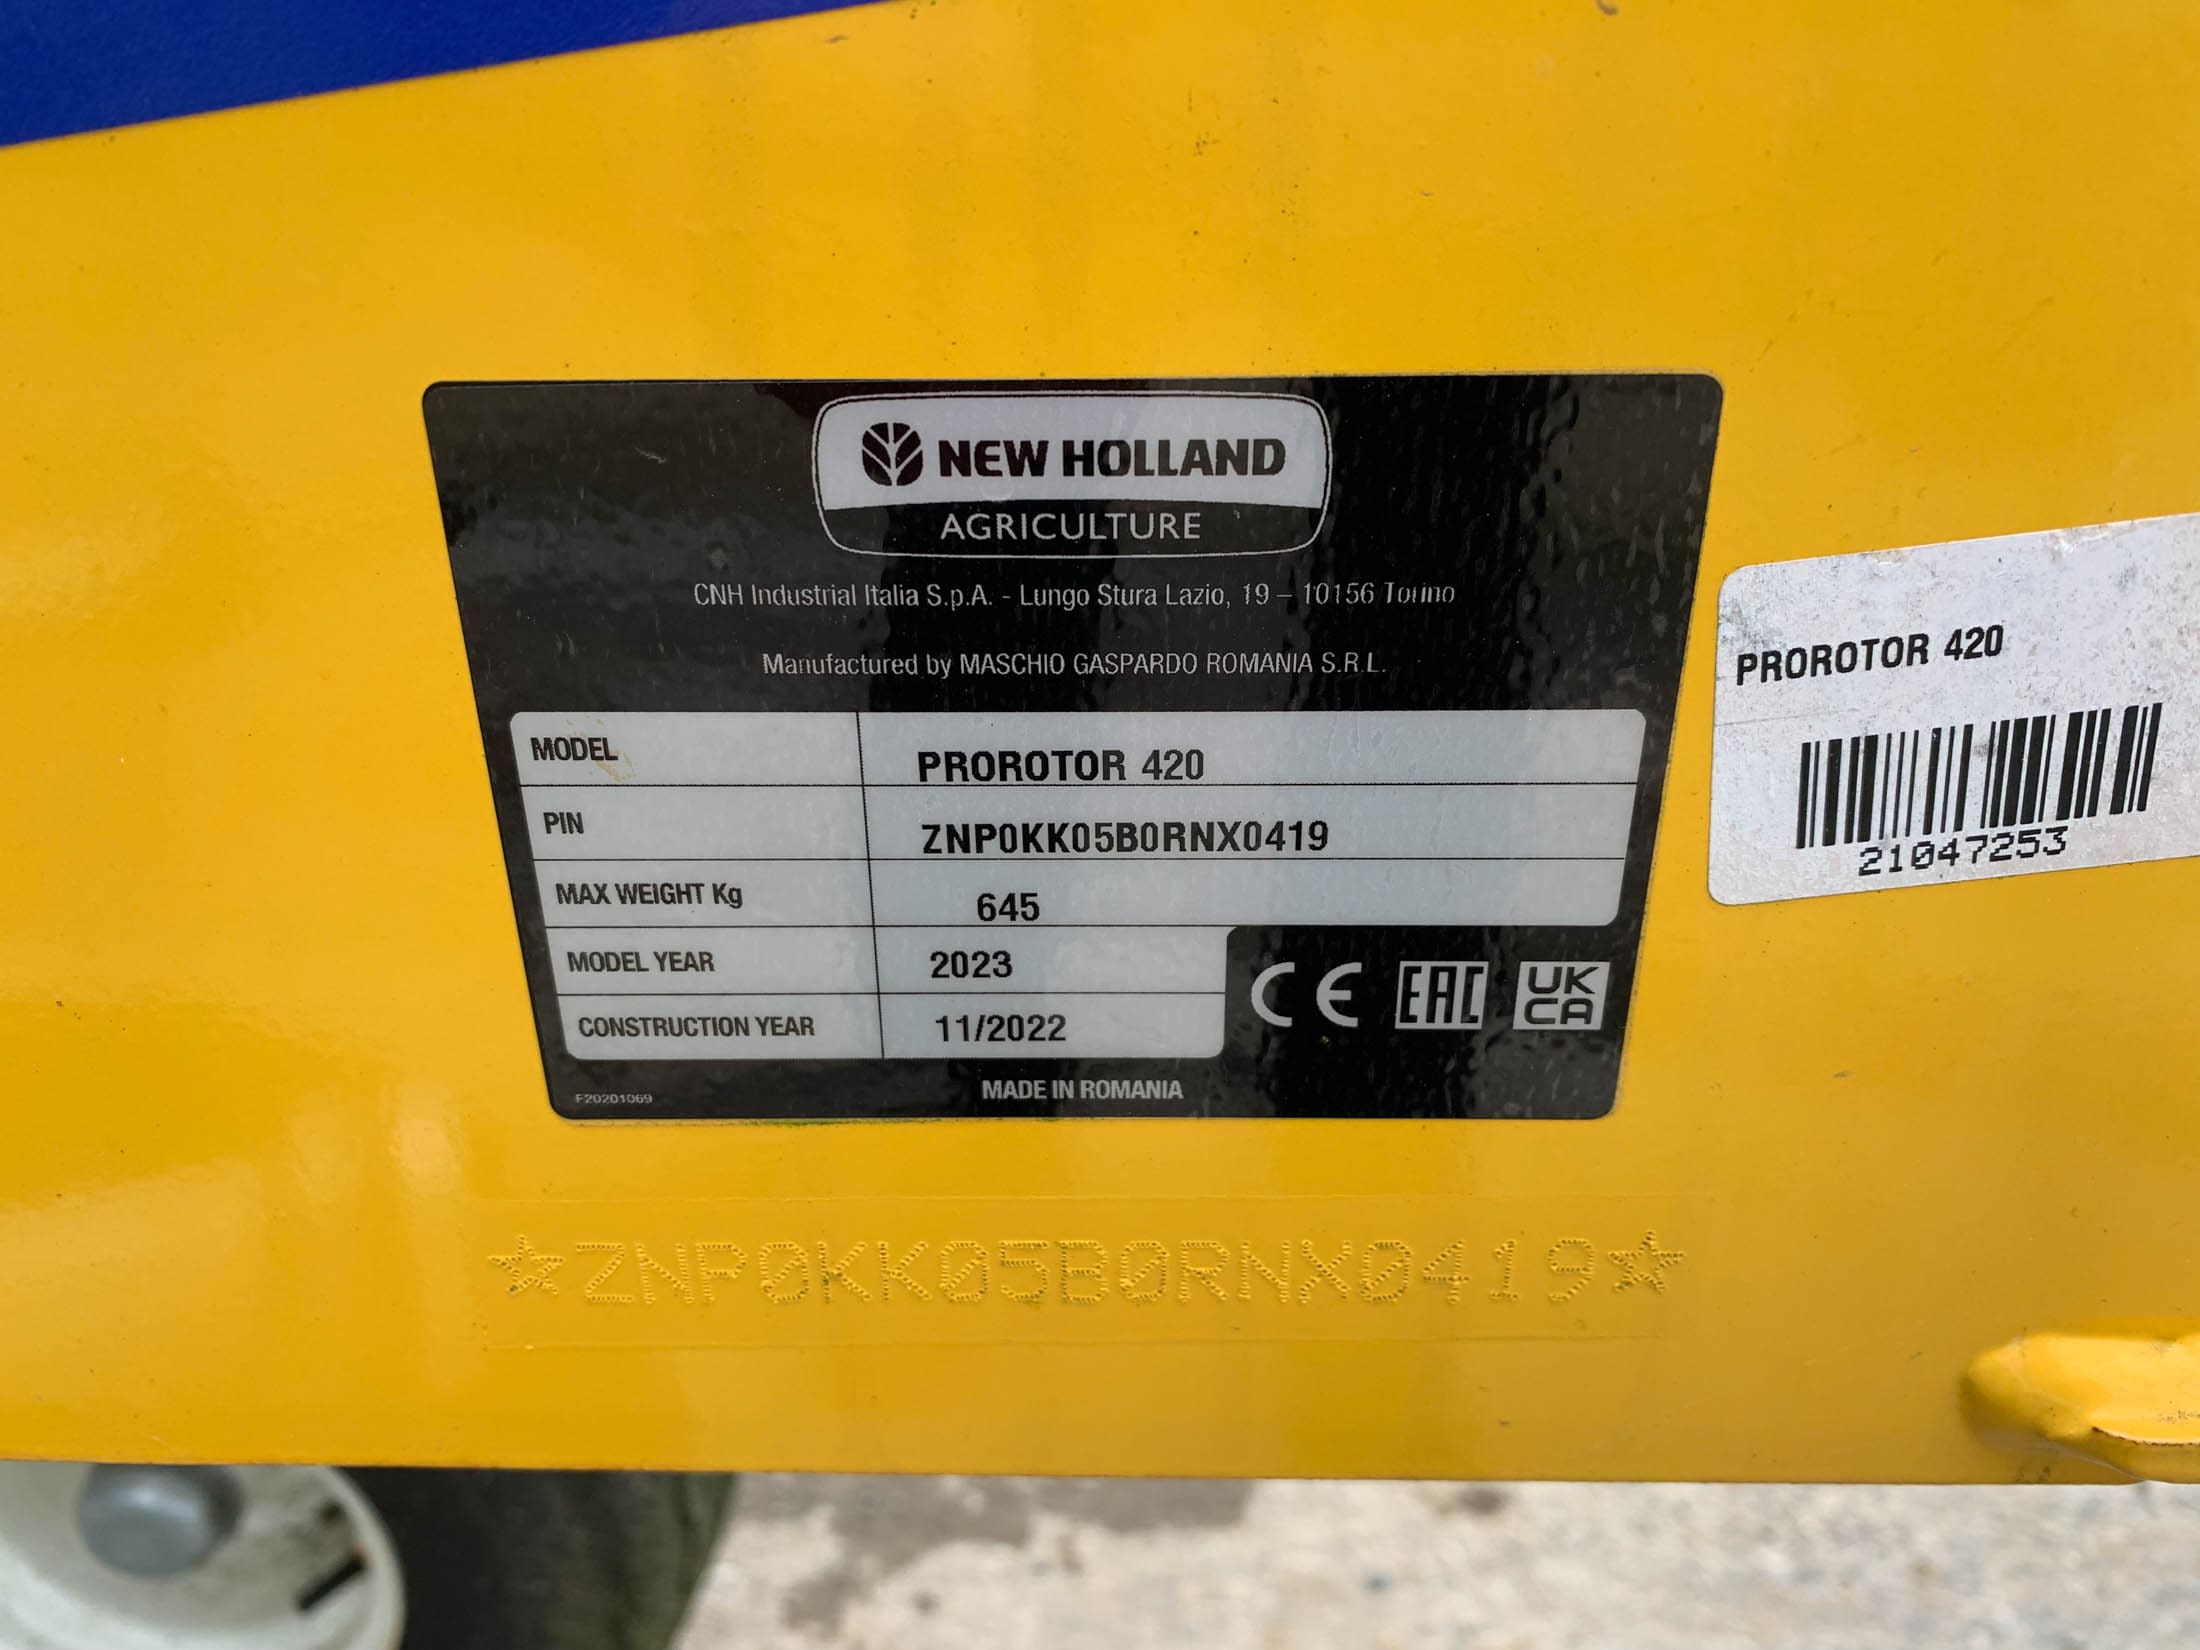 NEW HOLLAND
AGRICULTURE
CNH Industrial Italia S.p.A. - Lungo Stura Lazio, 19 – 10156 Torino
Manufactured by MASCHIO GASPARDO ROMANIA S.R.L.
MODEL PROROTOR 420
PIN ZNP0KK05B0RNX0419
MAX WEIGHT Kg 645
MODEL YEAR 2023
CONSTRUCTION YEAR 11/2022
CE EAC UK CA
F20201069 MADE IN ROMANIA
PROROTOR 420
21047253
☆ZNP0KK05B0RNX0419☆